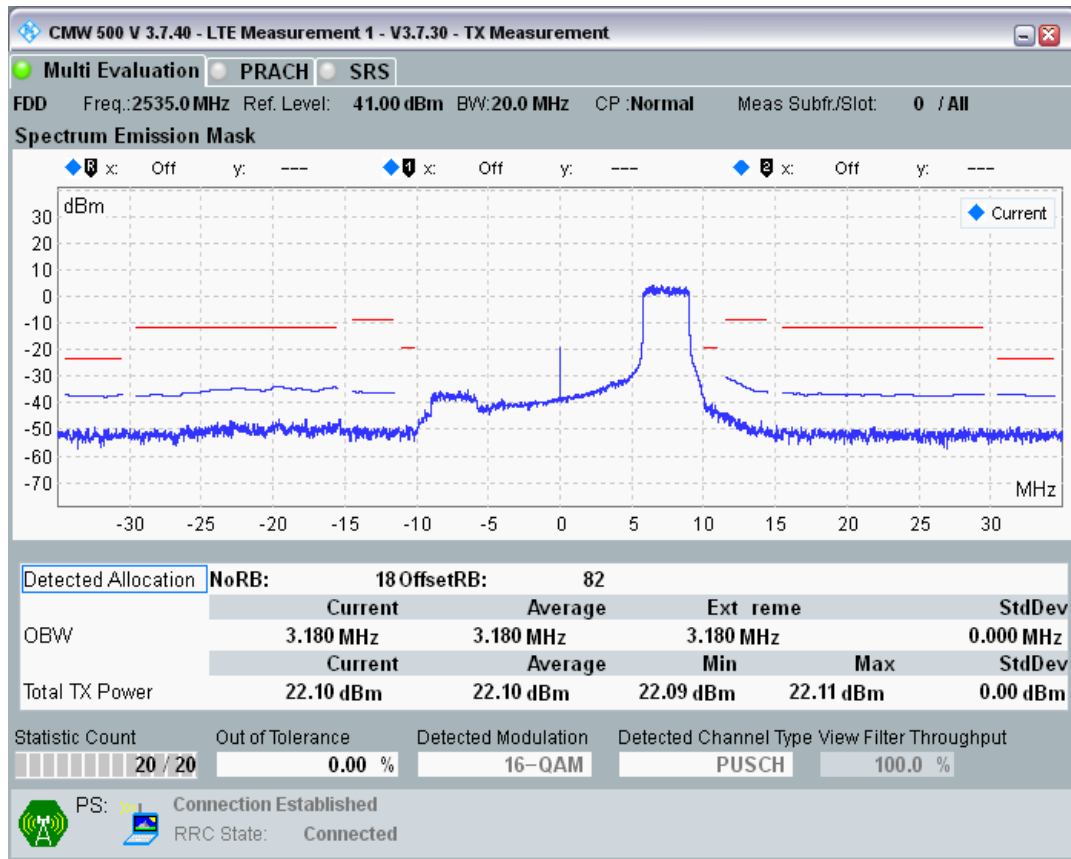 CMW 500 V 3.7.40 - LTE Measurement 1 - V3.7.30 - TX Measurement
Multi Evaluation PRACH SRS
FDD Freq.:2535.0 MHz Ref. Level: 41.00 dBm BW:20.0 MHz CP :Normal Meas Subfr./Slot: 0 / All
Spectrum Emission Mask
R x: Off y: --- 1 x: Off y: --- 2 x: Off y: ---
dBm
Current
30
20
10
0
-10
-20
-30
-40
-50
-60
-70
MHz
-30 -25 -20 -15 -10 -5 0 5 10 15 20 25 30
Detected Allocation NoRB: 18 OffsetRB: 82
Current Average Ext reme StdDev
OBW 3.180 MHz 3.180 MHz 3.180 MHz 0.000 MHz
Current Average Min Max StdDev
Total TX Power 22.10 dBm 22.10 dBm 22.09 dBm 22.11 dBm 0.00 dBm
Statistic Count Out of Tolerance Detected Modulation Detected Channel Type View Filter Throughput
20 / 20 0.00 % 16-QAM PUSCH 100.0 %
PS: Connection Established
RRC State: Connected